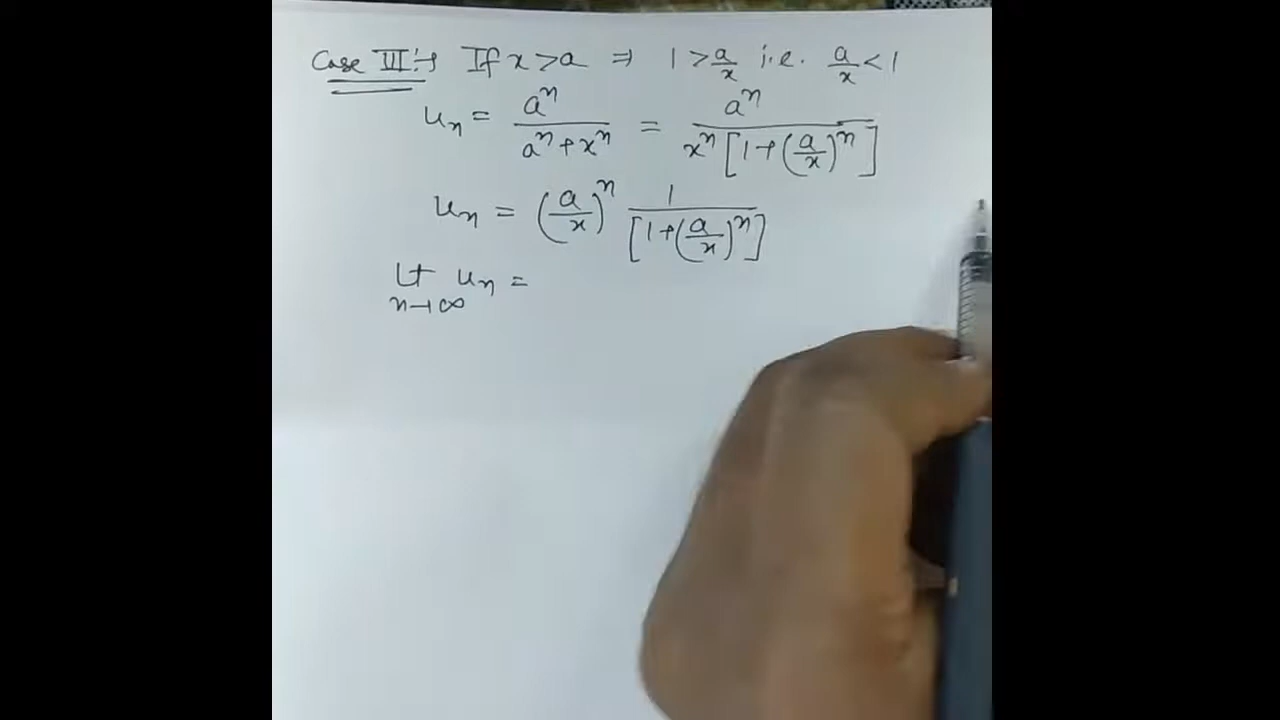 Case III :→ If x > a ⇒ 1 > a/x i.e. a/x < 1
uₙ = aⁿ/(aⁿ + xⁿ) = aⁿ/(xⁿ[1 + (a/x)ⁿ])
uₙ = (a/x)ⁿ 1/[1 + (a/x)ⁿ]
Lt n→∞ uₙ =